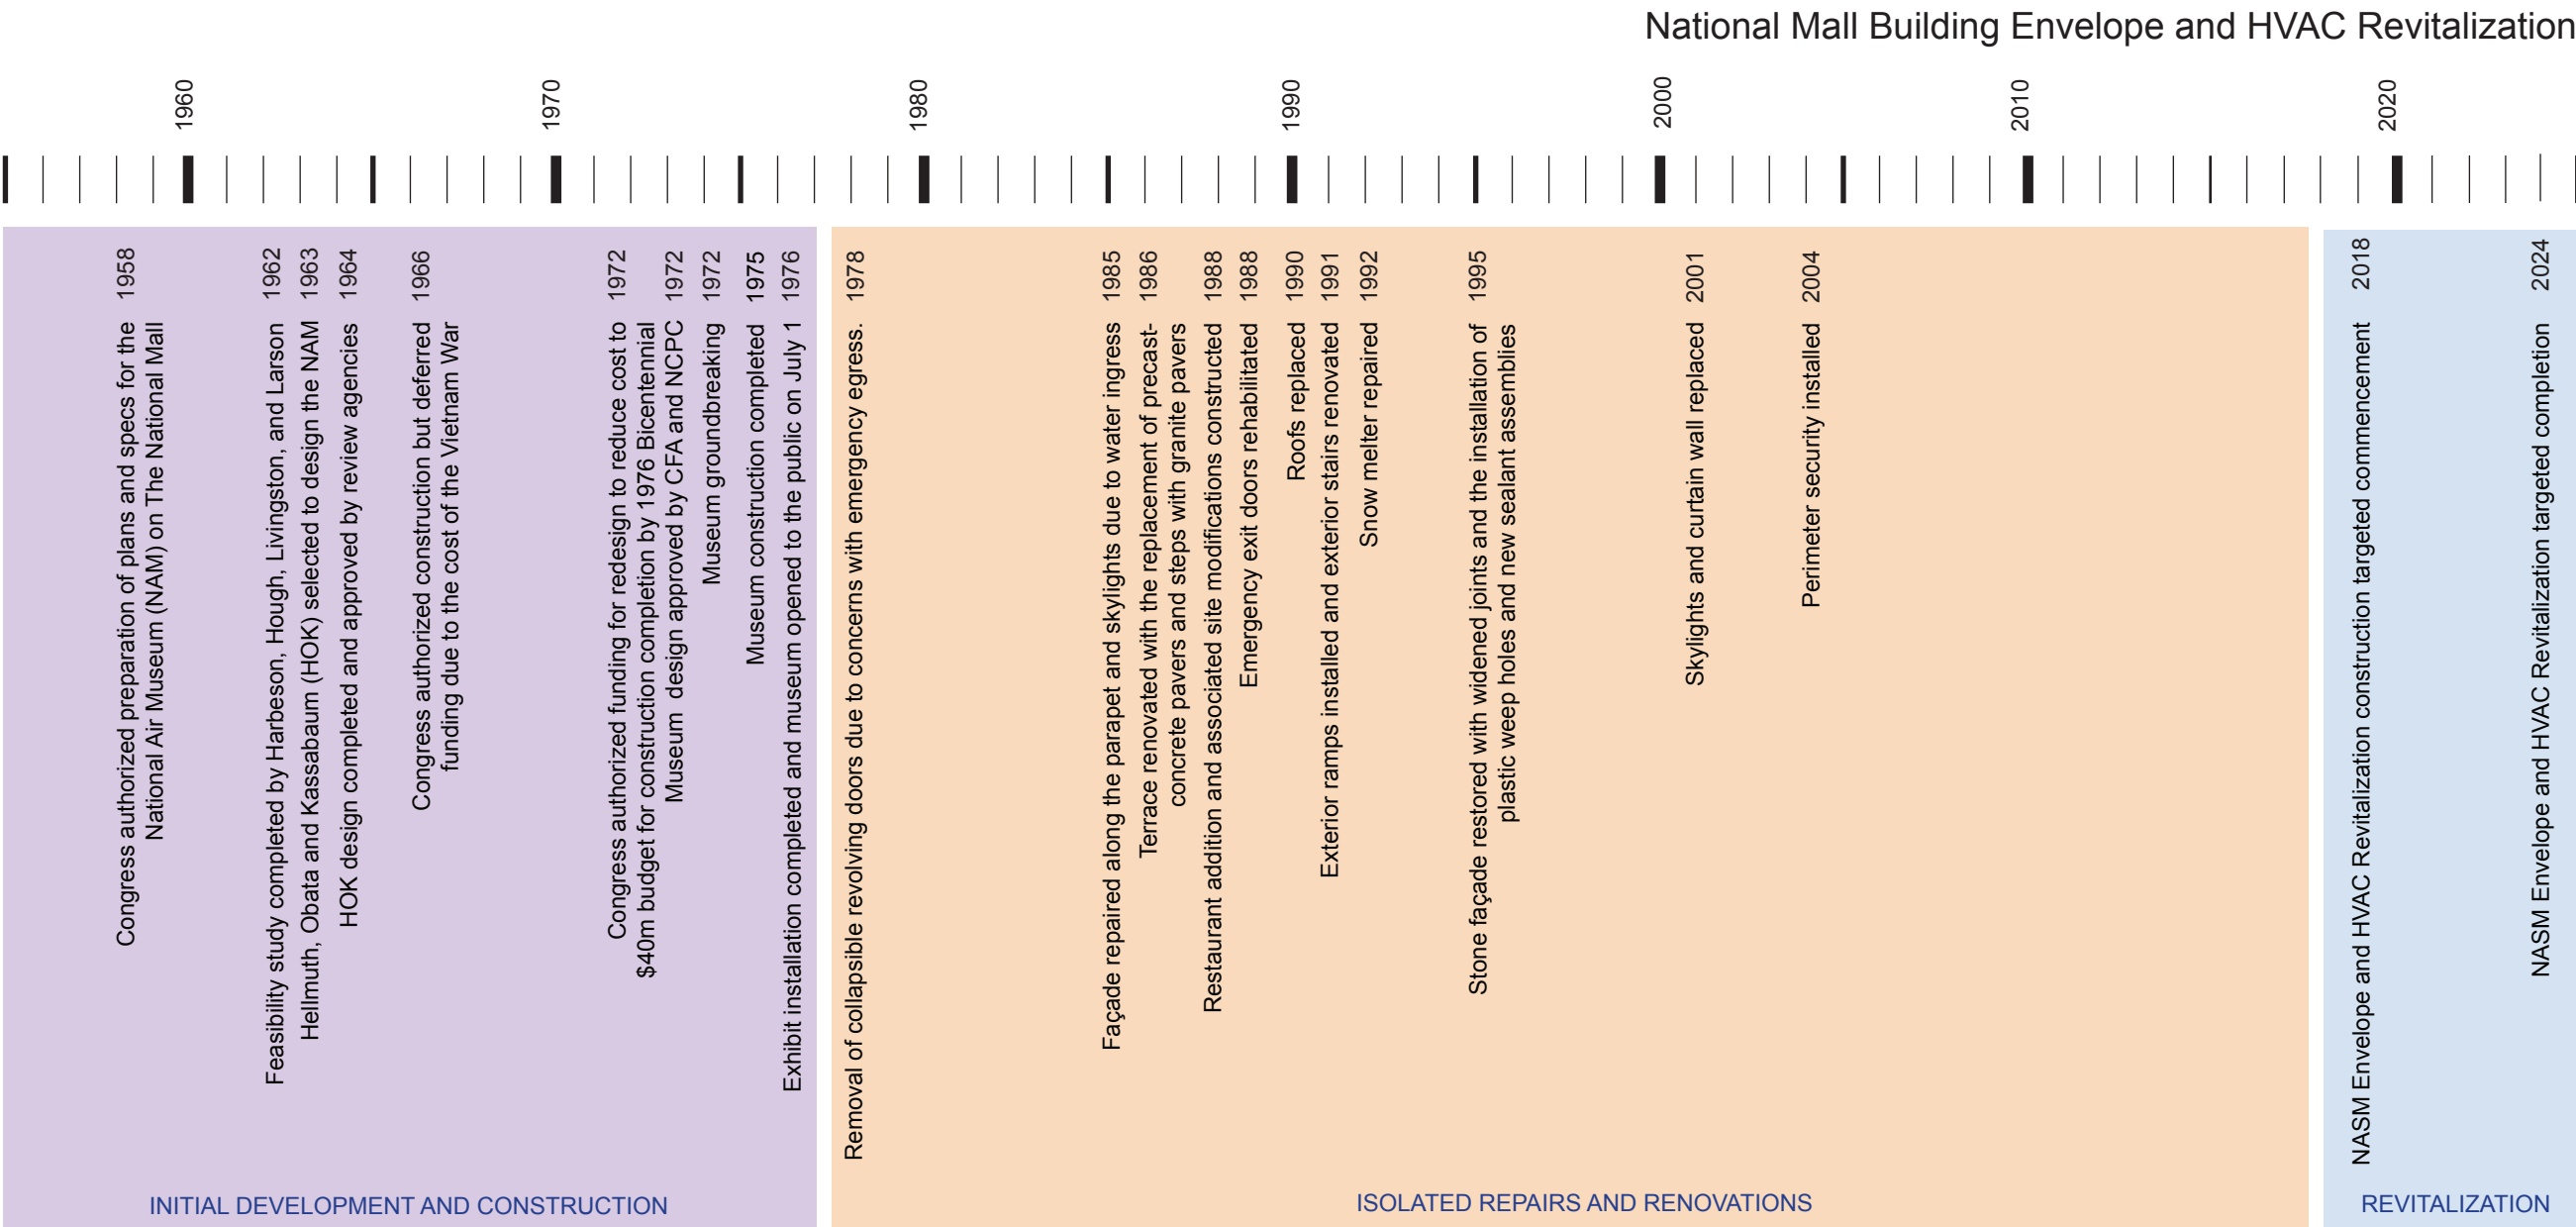 National Mall Building Envelope and HVAC Revitalization
1960
1970
1980
1990
2000
2010
2020
1958
Congress authorized preparation of plans and specs for the
National Air Museum (NAM) on The National Mall
1962
Feasibility study completed by Harbeson, Hough, Livingston, and Larson
1963
Hellmuth, Obata and Kassabaum (HOK) selected to design the NAM
1964
HOK design completed and approved by review agencies
1966
Congress authorized construction but deferred
funding due to the cost of the Vietnam War
1972
Congress authorized funding for redesign to reduce cost to
$40m budget for construction completion by 1976 Bicentennial
1972
Museum design approved by CFA and NCPC
1972
Museum groundbreaking
1975
Museum construction completed
1976
Exhibit installation completed and museum opened to the public on July 1
INITIAL DEVELOPMENT AND CONSTRUCTION
1978
Removal of collapsible revolving doors due to concerns with emergency egress.
1985
Façade repaired along the parapet and skylights due to water ingress
1986
Terrace renovated with the replacement of precast-
concrete pavers and steps with granite pavers
1988
Restaurant addition and associated site modifications constructed
1988
Emergency exit doors rehabilitated
1990
Roofs replaced
1991
Exterior ramps installed and exterior stairs renovated
1992
Snow melter repaired
1995
Stone façade restored with widened joints and the installation of
plastic weep holes and new sealant assemblies
2001
Skylights and curtain wall replaced
2004
Perimeter security installed
ISOLATED REPAIRS AND RENOVATIONS
2018
NASM Envelope and HVAC Revitalization construction targeted commencement
2024
NASM Envelope and HVAC Revitalization targeted completion
REVITALIZATION